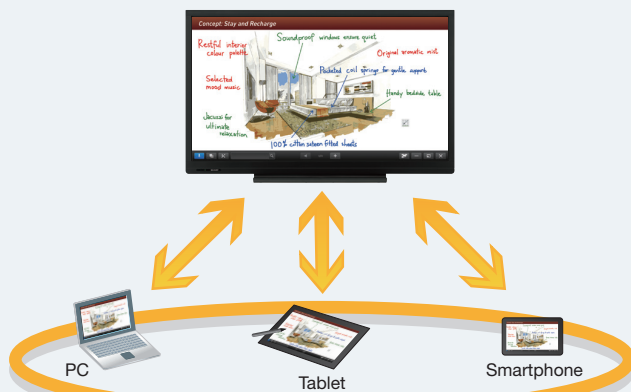 Concept: Stay and Recharge
Restful interior
colour palette
Soundproof windows ensure quiet
Original aromatic mist
Selected
mood music
Pocketed coil springs for gentle support
Handy bedside table
Jacuzzi for
ultimate
relaxation
100% cotton sateen fitted sheets
PC
Tablet
Smartphone